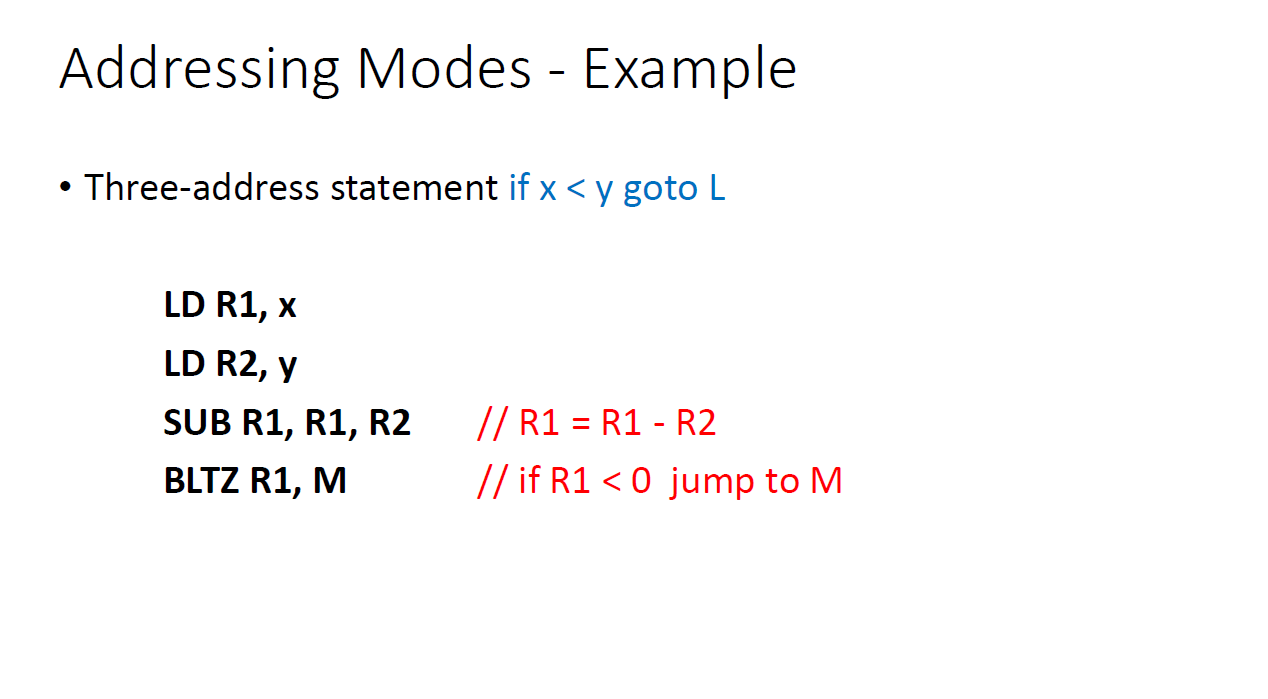 Addressing Modes - Example
• Three-address statement if x < y goto L
LD R1, x
LD R2, y
SUB R1, R1, R2 // R1 = R1 - R2
BLTZ R1, M // if R1 < 0 jump to M